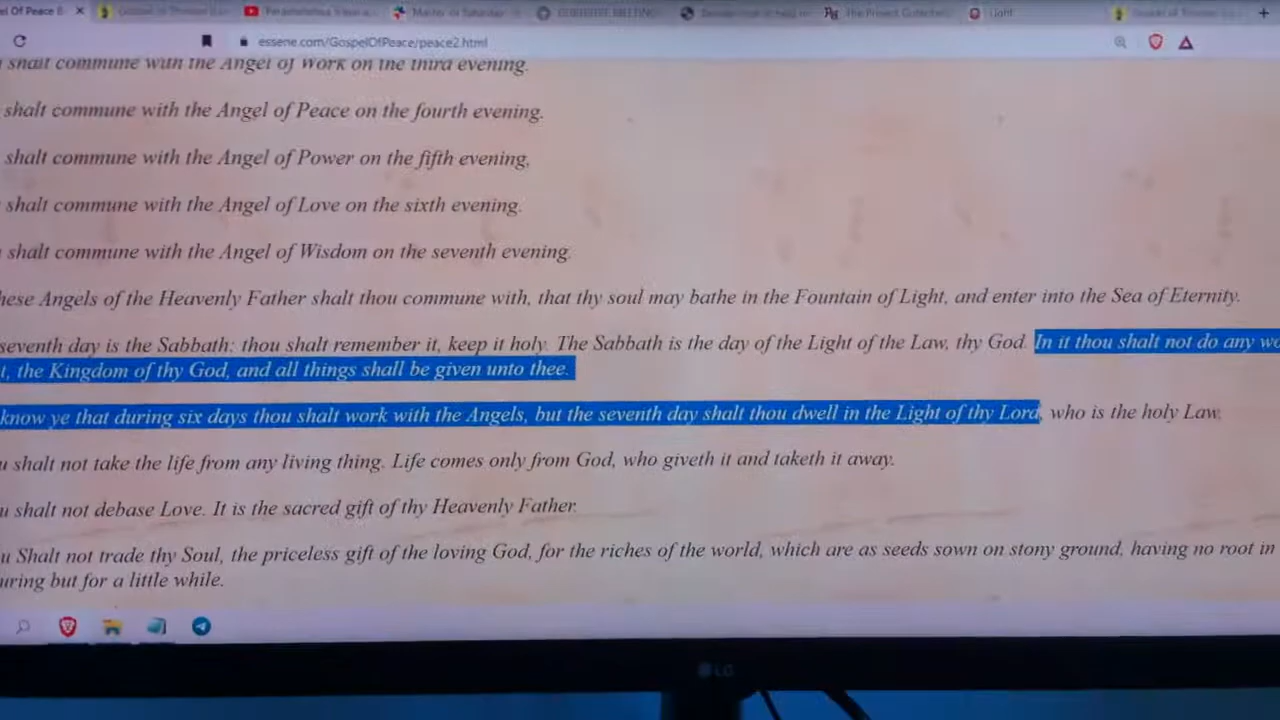 el Of Peace B
Light
essene.com/GospelOfPeace/peace2.html
shalt commune with the Angel of Work on the third evening.
shalt commune with the Angel of Peace on the fourth evening.
shalt commune with the Angel of Power on the fifth evening,
shalt commune with the Angel of Love on the sixth evening.
shalt commune with the Angel of Wisdom on the seventh evening.
hese Angels of the Heavenly Father shalt thou commune with, that thy soul may bathe in the Fountain of Light, and enter into the Sea of Eternity.
seventh day is the Sabbath: thou shalt remember it, keep it holy. The Sabbath is the day of the Light of the Law, thy God. In it thou shalt not do any wo
t, the Kingdom of thy God, and all things shall be given unto thee.
know ye that during six days thou shalt work with the Angels, but the seventh day shalt thou dwell in the Light of thy Lord, who is the holy Law.
u shalt not take the life from any living thing. Life comes only from God, who giveth it and taketh it away.
u shalt not debase Love. It is the sacred gift of thy Heavenly Father.
u Shalt not trade thy Soul, the priceless gift of the loving God, for the riches of the world, which are as seeds sown on stony ground, having no root in
uring but for a little while.
LG